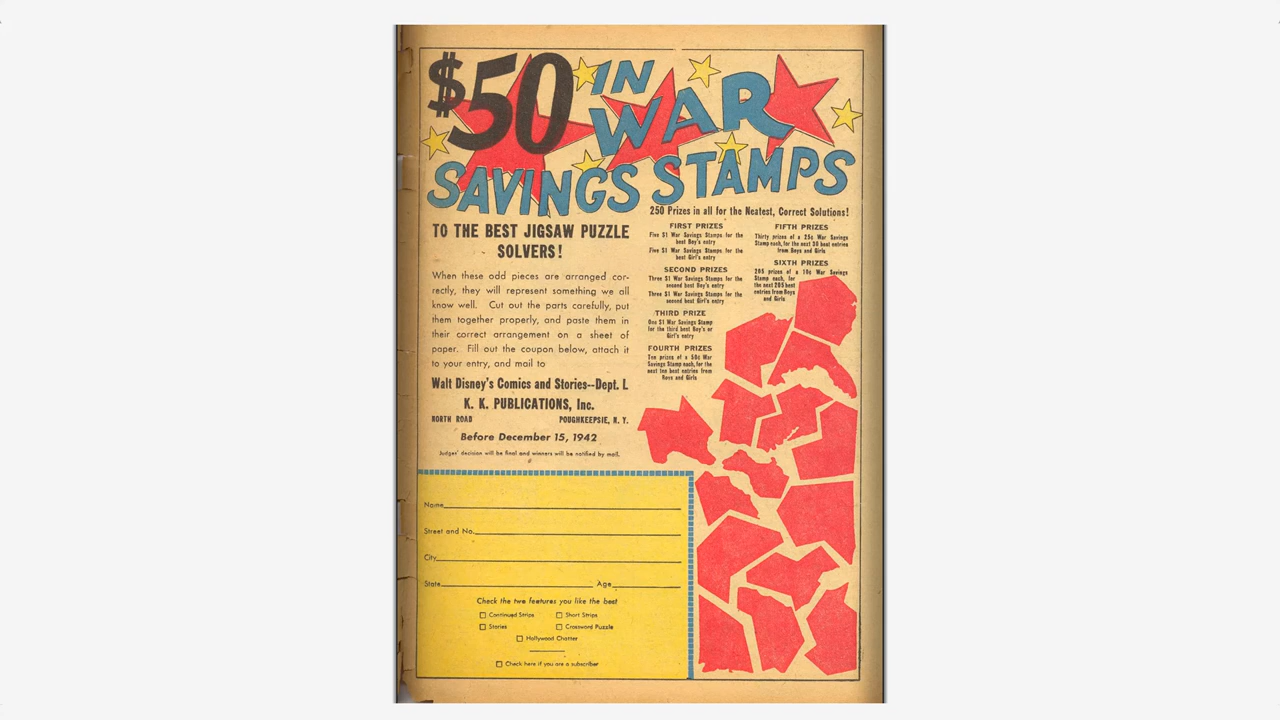 $50 IN
WAR
SAVINGS STAMPS
TO THE BEST JIGSAW PUZZLE
SOLVERS!
When these odd pieces are arranged cor-
rectly, they will represent something we all
know well. Cut out the parts carefully, put
them together properly, and paste them in
their correct arrangement on a sheet of
paper. Fill out the coupon below, attach it
to your entry, and mail to
Walt Disney's Comics and Stories--Dept. L
K. K. PUBLICATIONS, Inc.
NORTH ROAD POUGHKEEPSIE, N. Y.
Before December 15, 1942
Judges' decision will be final and winners will be notified by mail.
250 Prizes in all for the Neatest, Correct Solutions!
FIRST PRIZES
Five $1 War Savings Stamps for the
best Boy's entry
Five $1 War Savings Stamps for the
best Girl's entry
SECOND PRIZES
Three $1 War Savings Stamps for the
second best Boy's entry
Three $1 War Savings Stamps for the
second best Girl's entry
THIRD PRIZE
One $1 War Savings Stamp
for the third best Boy's or
Girl's entry
FOURTH PRIZES
Ten prizes of a 50c War
Savings Stamp each, for the
next ten best entries from
Boys and Girls
FIFTH PRIZES
Thirty prizes of a 25c War Savings
Stamp each, for the next 30 best entries
from Boys and Girls
SIXTH PRIZES
205 prizes of a 10c War Savings
Stamp each, for
the next 205 best
entries from Boys
and Girls
Name
Street and No.
City
State Age
Check the two features you like the best
Continued Strips Short Strips
Stories Crossword Puzzle
Hollywood Chatter
Check here if you are a subscriber